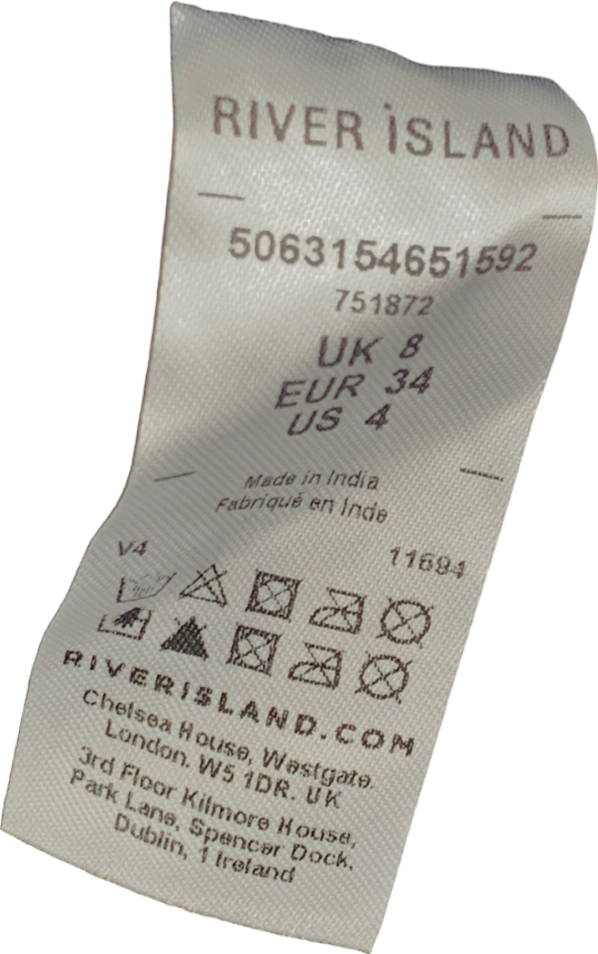 RIVER ISLAND
5063154651592
751872
UK 8
EUR 34
US 4
Made in India
Fabriqué en Inde
V4
11694
RIVERISLAND.COM
Chelsea House, Westgate.
London. W5 1DR. UK
3rd Floor Kilmore House,
Park Lane, Spencer Dock,
Dublin, 1 Ireland